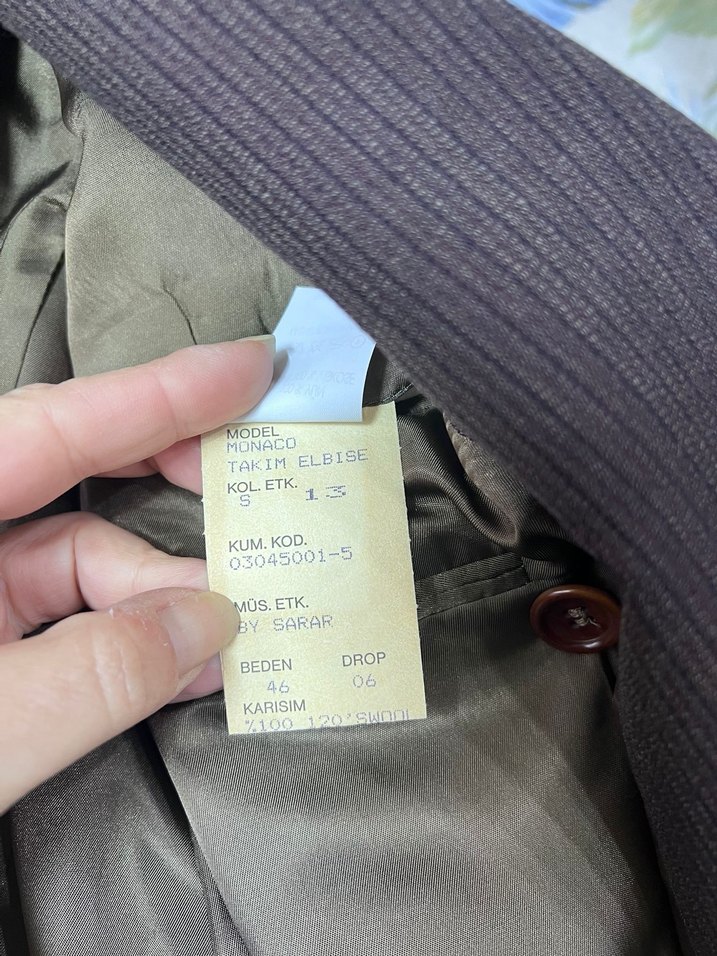 MODEL
MONACO
TAKIM ELBISE
KOL. ETK.
S 13
KUM. KOD.
03045001-5
MÜS. ETK.
BY SARAR
BEDEN DROP
46 06
KARISIM
%100 120'SWOOL